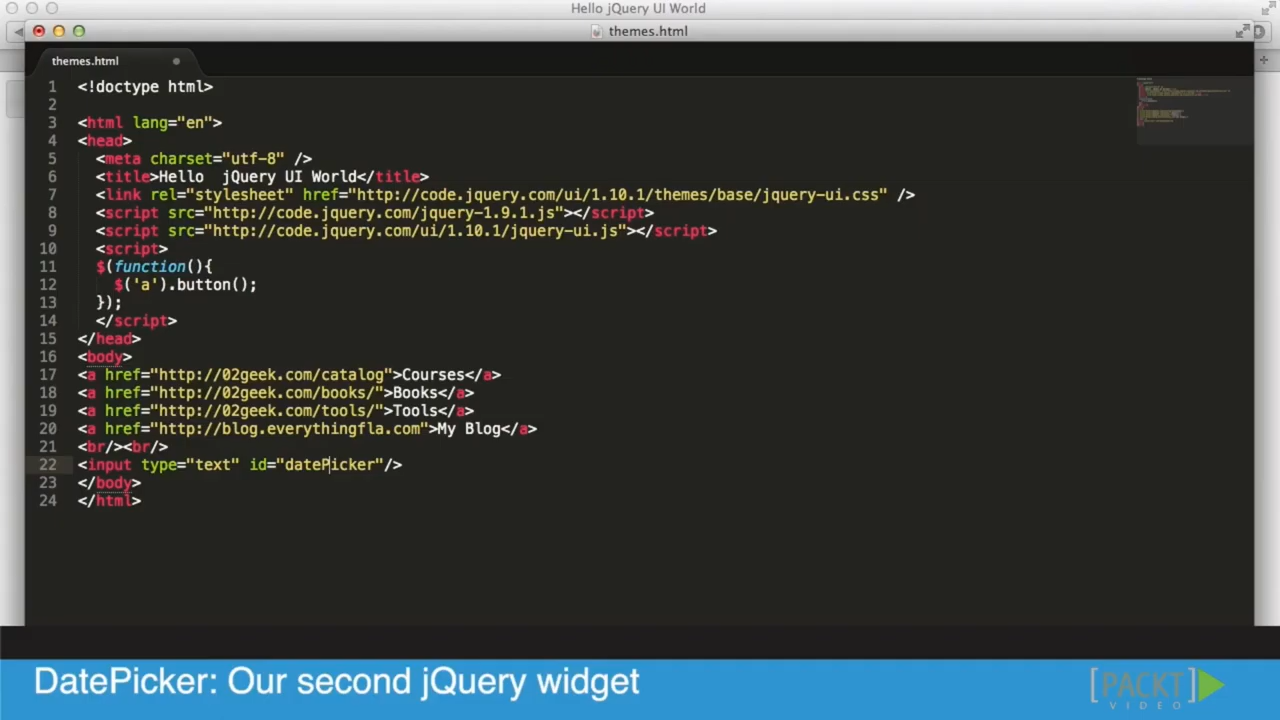 Hello jQuery UI World
themes.html
themes.html
1 <!doctype html>
2
3 <html lang="en">
4 <head>
5 <meta charset="utf-8" />
6 <title>Hello  jQuery UI World</title>
7 <link rel="stylesheet" href="http://code.jquery.com/ui/1.10.1/themes/base/jquery-ui.css" />
8 <script src="http://code.jquery.com/jquery-1.9.1.js"></script>
9 <script src="http://code.jquery.com/ui/1.10.1/jquery-ui.js"></script>
10 <script>
11 $(function(){
12 $('a').button();
13 });
14 </script>
15 </head>
16 <body>
17 <a href="http://02geek.com/catalog">Courses</a>
18 <a href="http://02geek.com/books/">Books</a>
19 <a href="http://02geek.com/tools/">Tools</a>
20 <a href="http://blog.everythingfla.com">My Blog</a>
21 <br/><br/>
22 <input type="text" id="datePicker"/>
23 </body>
24 </html>
DatePicker: Our second jQuery widget
[PACKT]
VIDEO